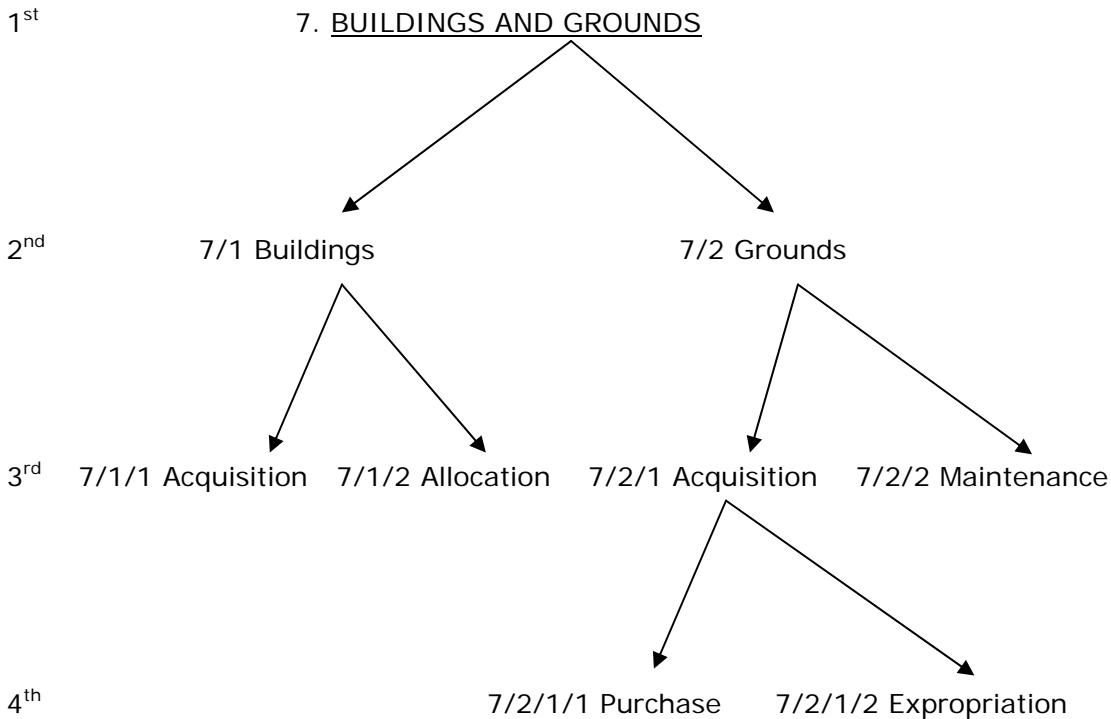 1st 7. BUILDINGS AND GROUNDS
2nd 7/1 Buildings 7/2 Grounds
3rd 7/1/1 Acquisition 7/1/2 Allocation 7/2/1 Acquisition 7/2/2 Maintenance
4th 7/2/1/1 Purchase 7/2/1/2 Expropriation